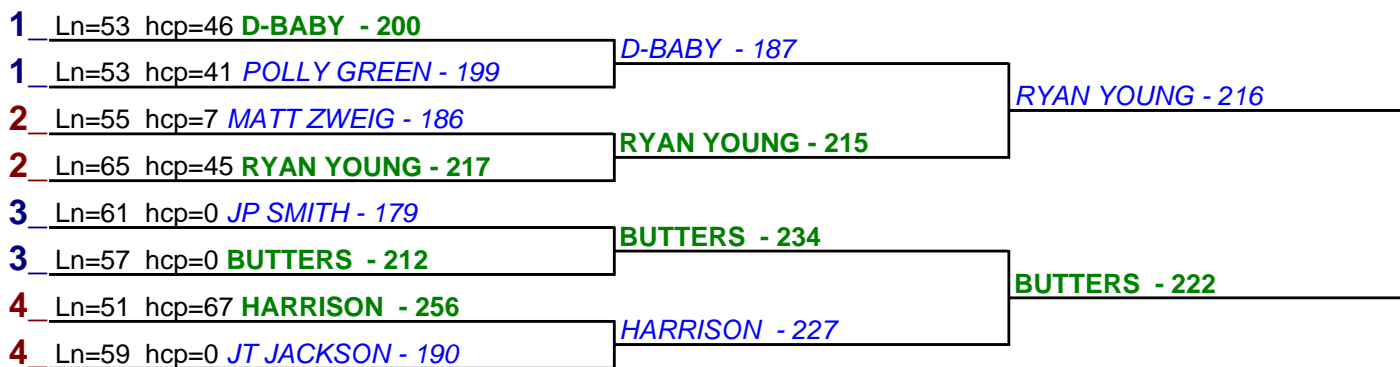 1_ Ln=53 hcp=46 D-BABY - 200
D-BABY - 187
1_ Ln=53 hcp=41 POLLY GREEN - 199
RYAN YOUNG - 216
2_ Ln=55 hcp=7 MATT ZWEIG - 186
RYAN YOUNG - 215
2_ Ln=65 hcp=45 RYAN YOUNG - 217
3_ Ln=61 hcp=0 JP SMITH - 179
BUTTERS - 234
3_ Ln=57 hcp=0 BUTTERS - 212
BUTTERS - 222
4_ Ln=51 hcp=67 HARRISON - 256
HARRISON - 227
4_ Ln=59 hcp=0 JT JACKSON - 190